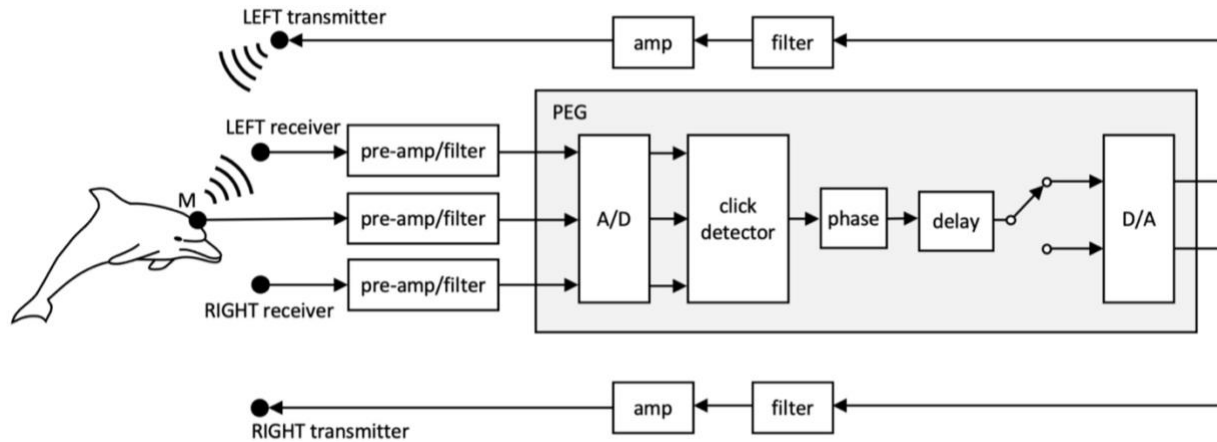 LEFT transmitter
amp
filter
PEG
LEFT receiver
pre-amp/filter
M
pre-amp/filter
A/D
click
detector
phase
delay
D/A
pre-amp/filter
RIGHT receiver
amp
filter
RIGHT transmitter